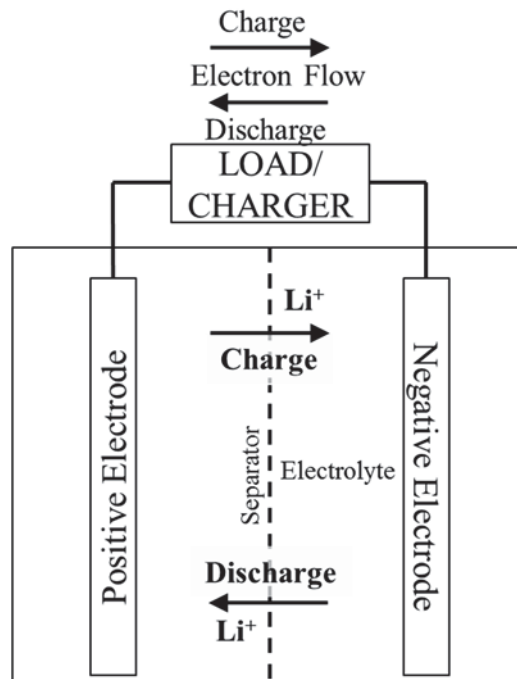 Charge
Electron Flow
Discharge
LOAD/
CHARGER
Li⁺
Charge
Positive Electrode
Separator
Electrolyte
Negative Electrode
Discharge
Li⁺